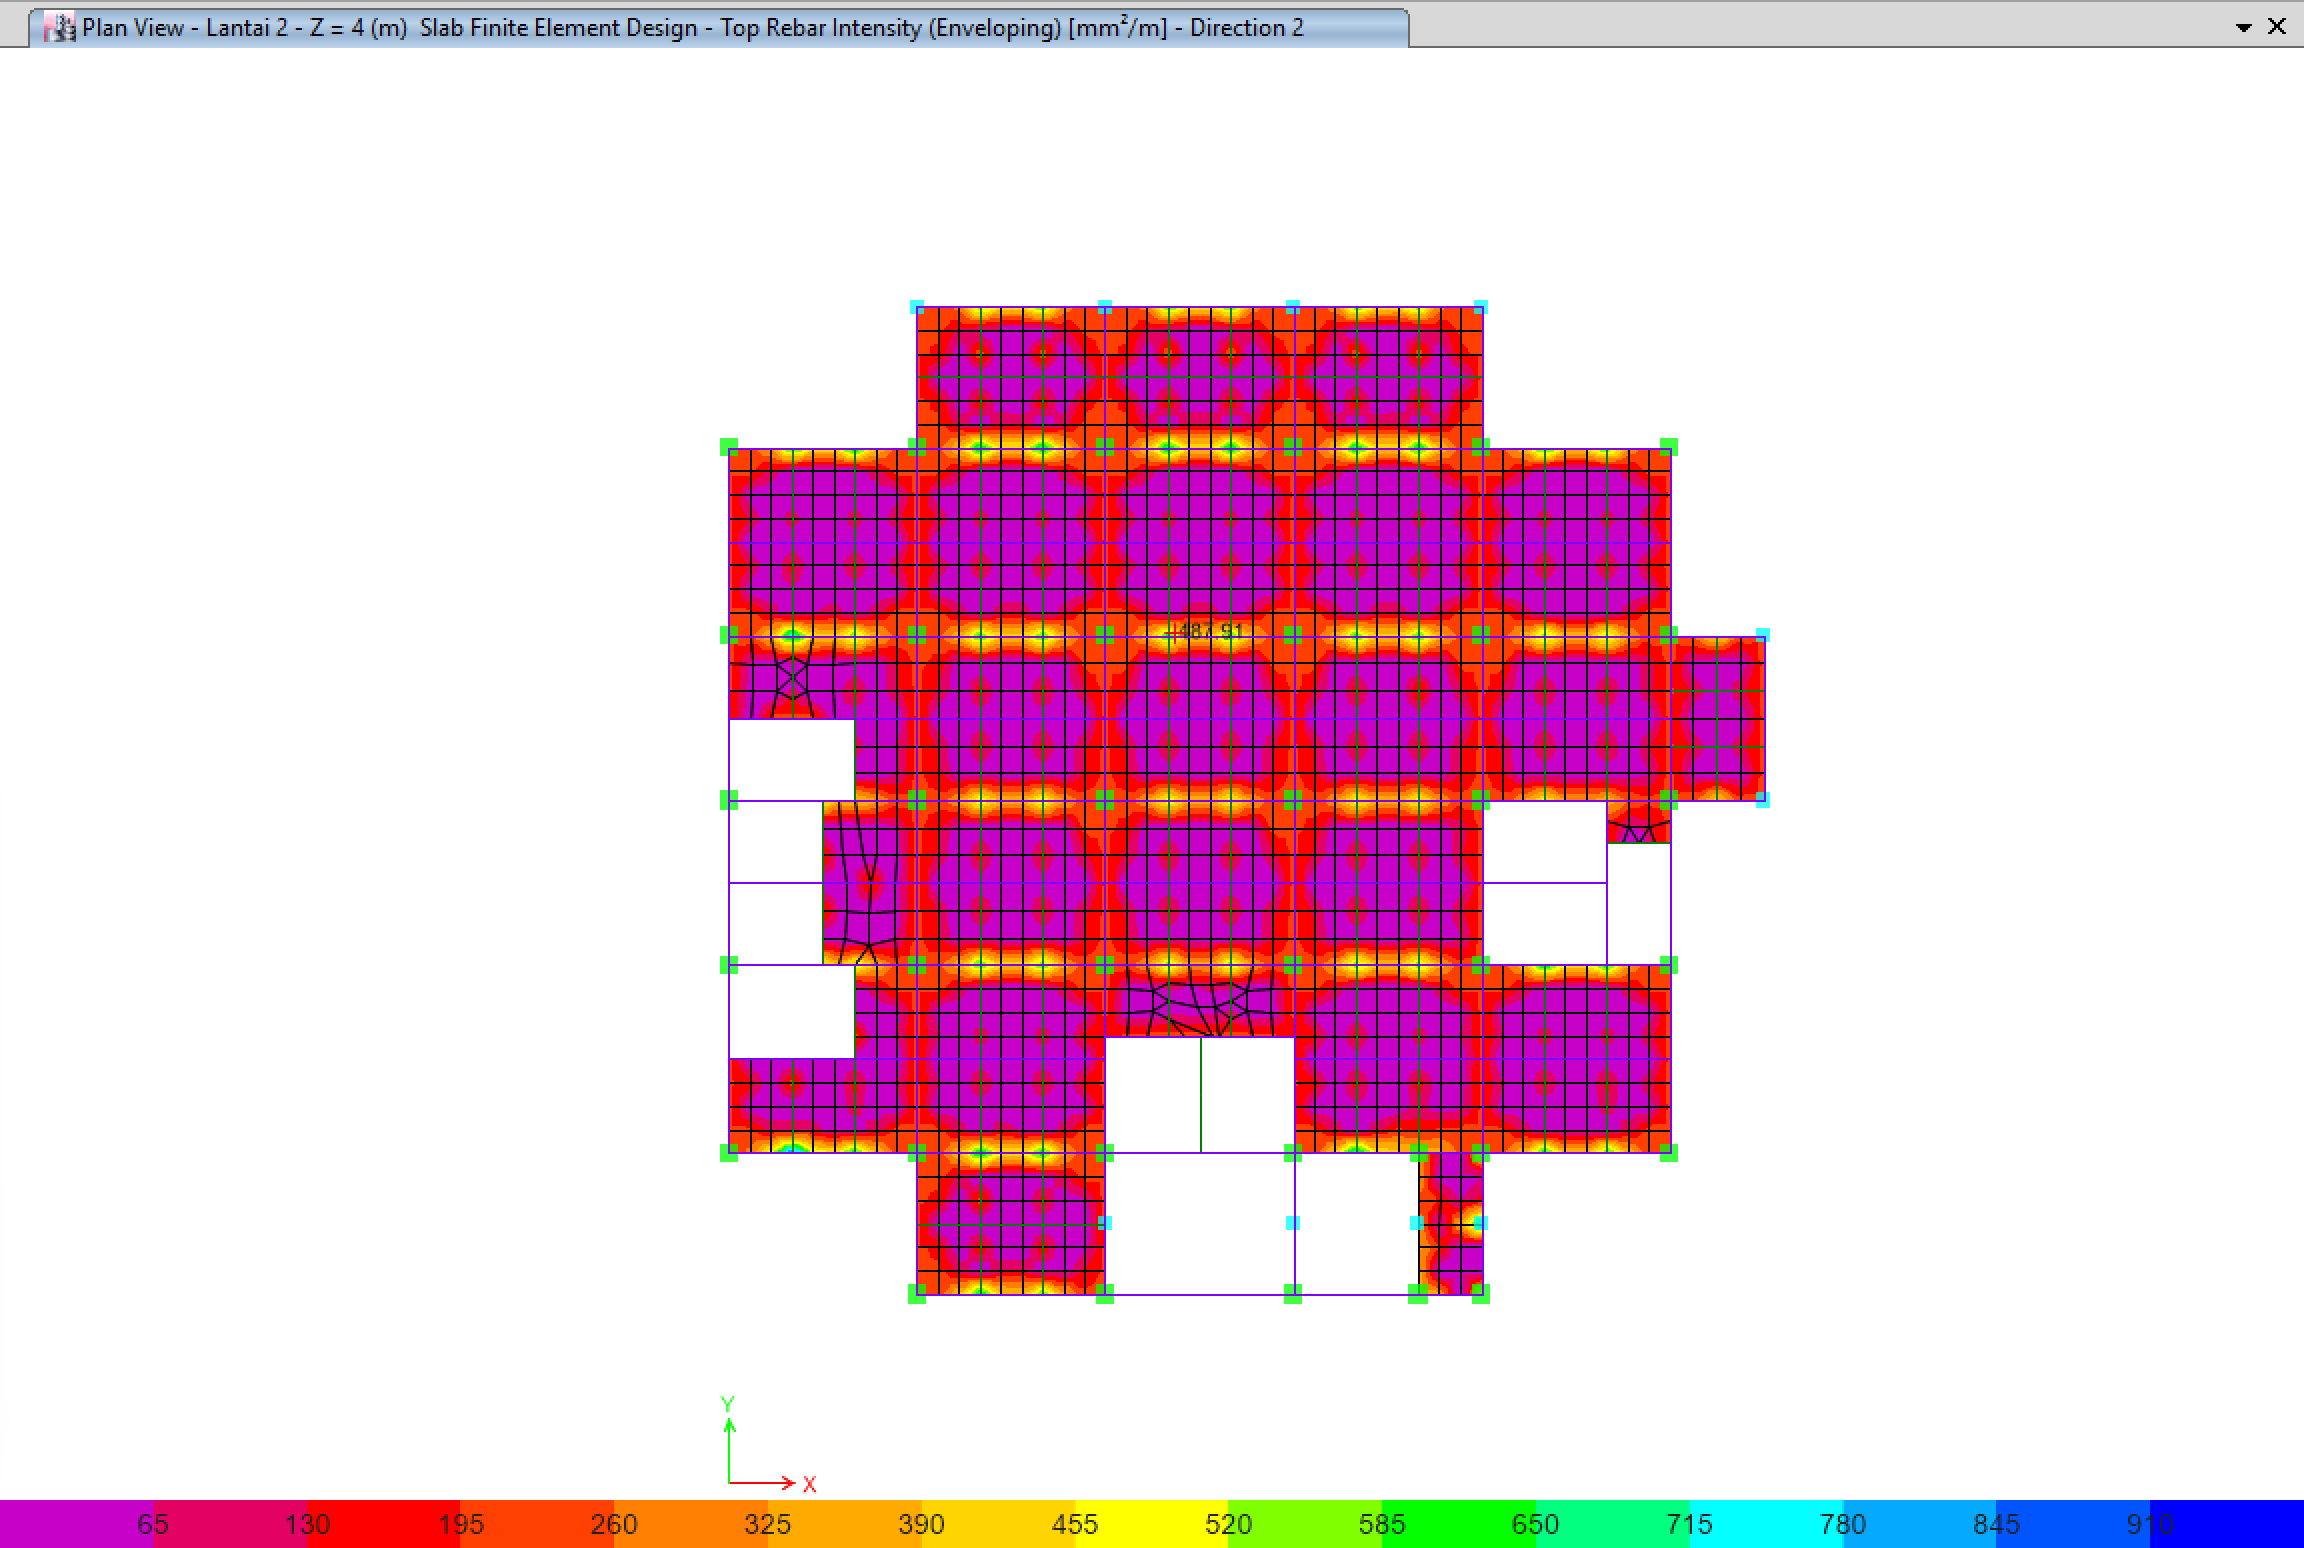 Plan View - Lantai 2 - Z = 4 (m)  Slab Finite Element Design - Top Rebar Intensity (Enveloping) [mm²/m] - Direction 2
487.91
Y
X
65 130 195 260 325 390 455 520 585 650 715 780 845 910